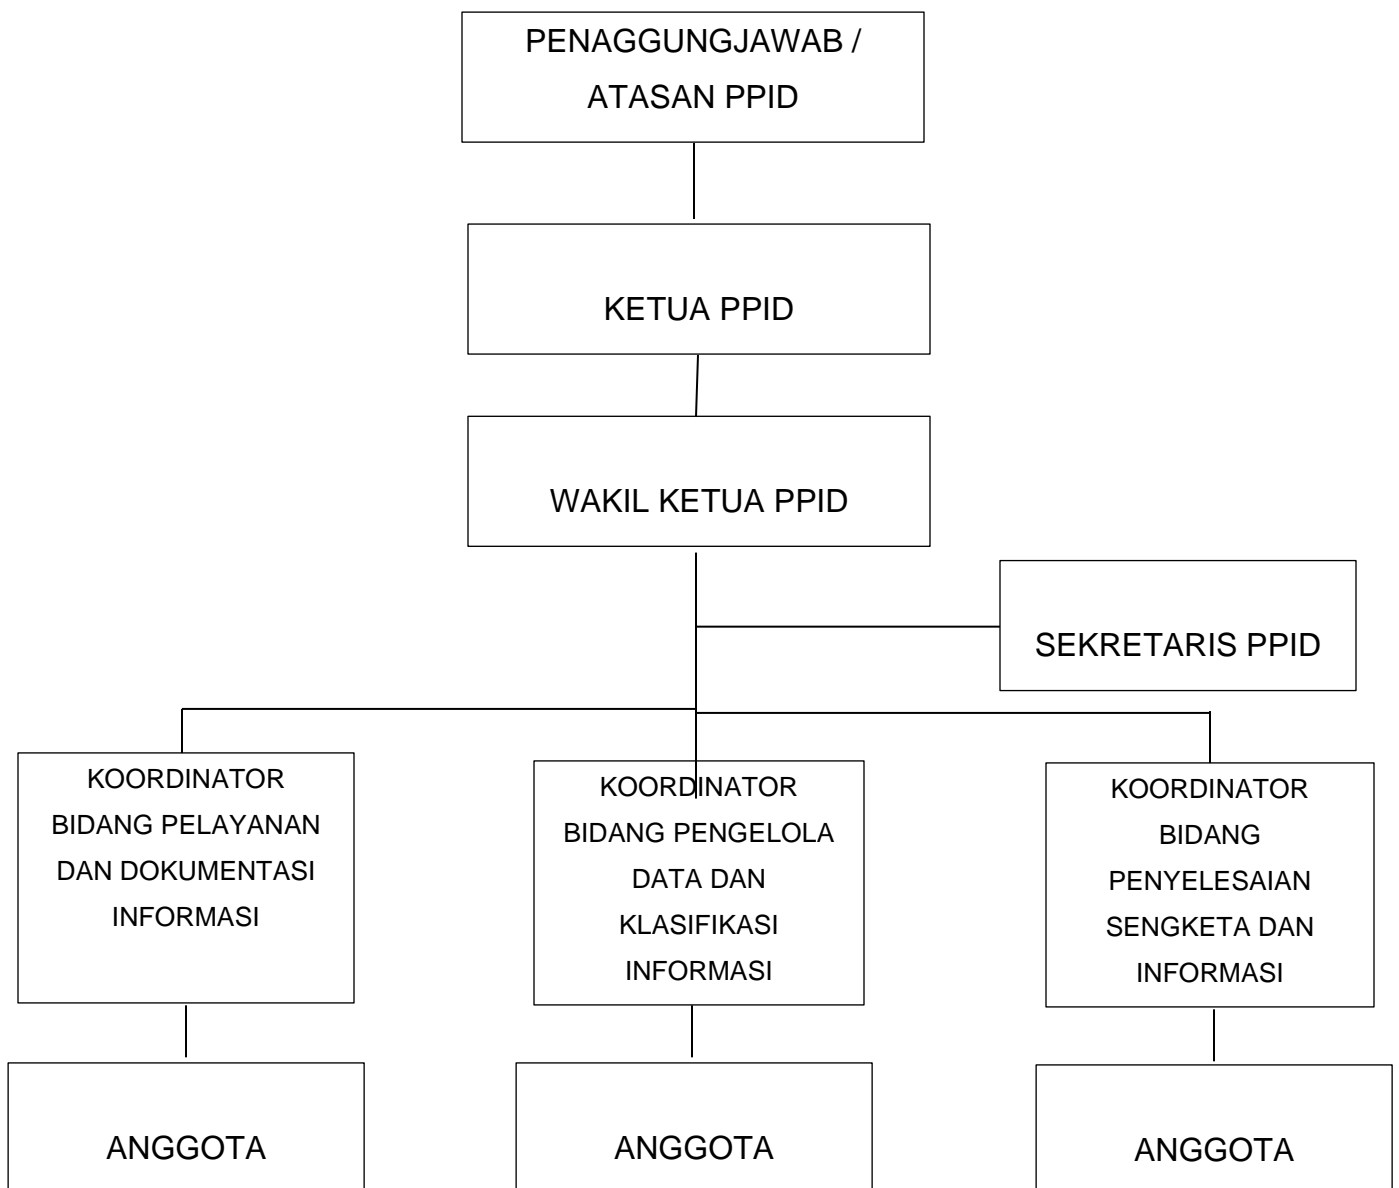 PENAGGUNGJAWAB /
ATASAN PPID
KETUA PPID
WAKIL KETUA PPID
SEKRETARIS PPID
KOORDINATOR
BIDANG PELAYANAN
DAN DOKUMENTASI
INFORMASI
KOORDINATOR
BIDANG PENGELOLA
DATA DAN
KLASIFIKASI
INFORMASI
KOORDINATOR
BIDANG
PENYELESAIAN
SENGKETA DAN
INFORMASI
ANGGOTA
ANGGOTA
ANGGOTA